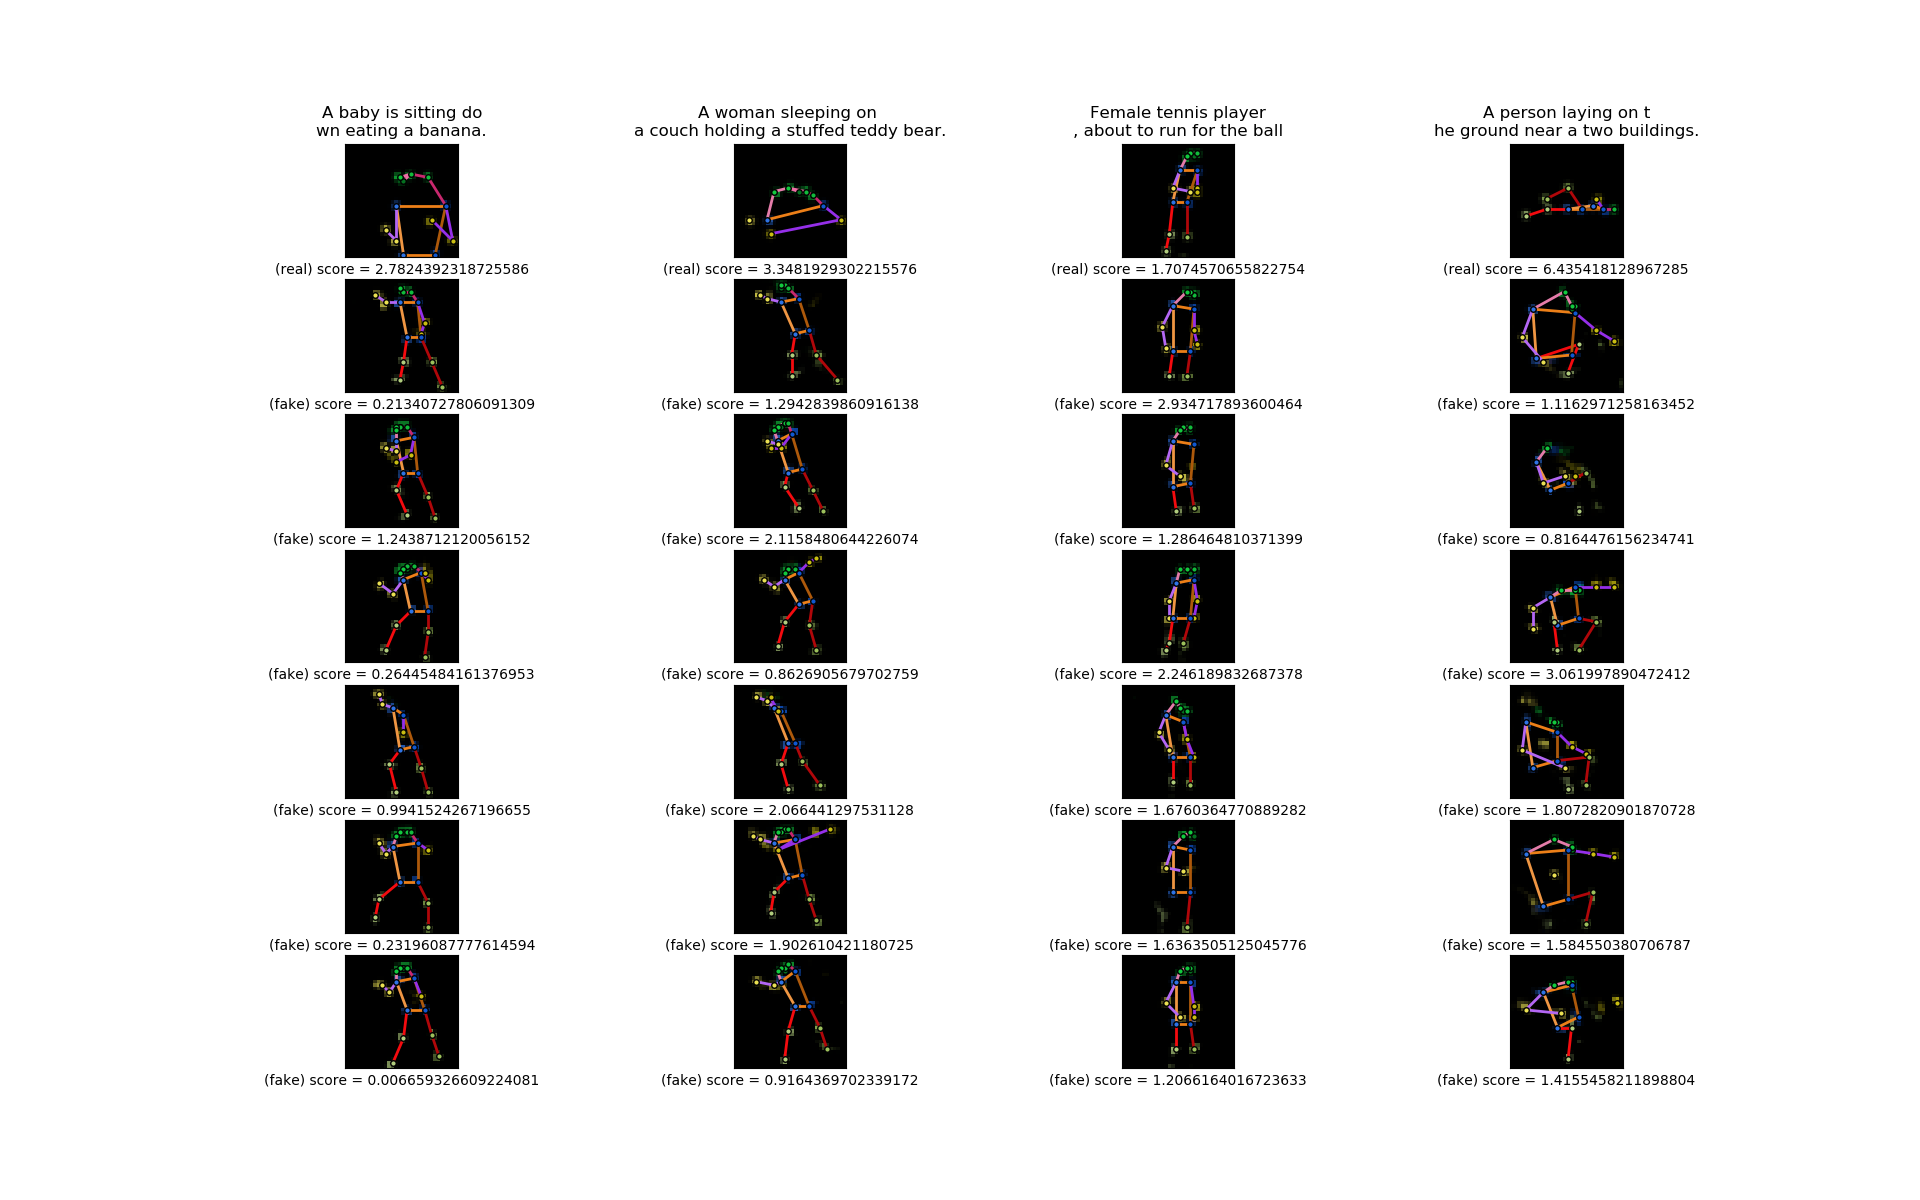 A baby is sitting do
wn eating a banana.
A woman sleeping on
a couch holding a stuffed teddy bear.
Female tennis player
, about to run for the ball
A person laying on t
he ground near a two buildings.
(real) score = 2.7824392318725586
(real) score = 3.3481929302215576
(real) score = 1.7074570655822754
(real) score = 6.435418128967285
(fake) score = 0.21340727806091309
(fake) score = 1.2942839860916138
(fake) score = 2.934717893600464
(fake) score = 1.1162971258163452
(fake) score = 1.2438712120056152
(fake) score = 2.1158480644226074
(fake) score = 1.286464810371399
(fake) score = 0.8164476156234741
(fake) score = 0.26445484161376953
(fake) score = 0.8626905679702759
(fake) score = 2.246189832687378
(fake) score = 3.061997890472412
(fake) score = 0.9941524267196655
(fake) score = 2.066441297531128
(fake) score = 1.6760364770889282
(fake) score = 1.8072820901870728
(fake) score = 0.23196087777614594
(fake) score = 1.902610421180725
(fake) score = 1.6363505125045776
(fake) score = 1.584550380706787
(fake) score = 0.006659326609224081
(fake) score = 0.9164369702339172
(fake) score = 1.2066164016723633
(fake) score = 1.4155458211898804